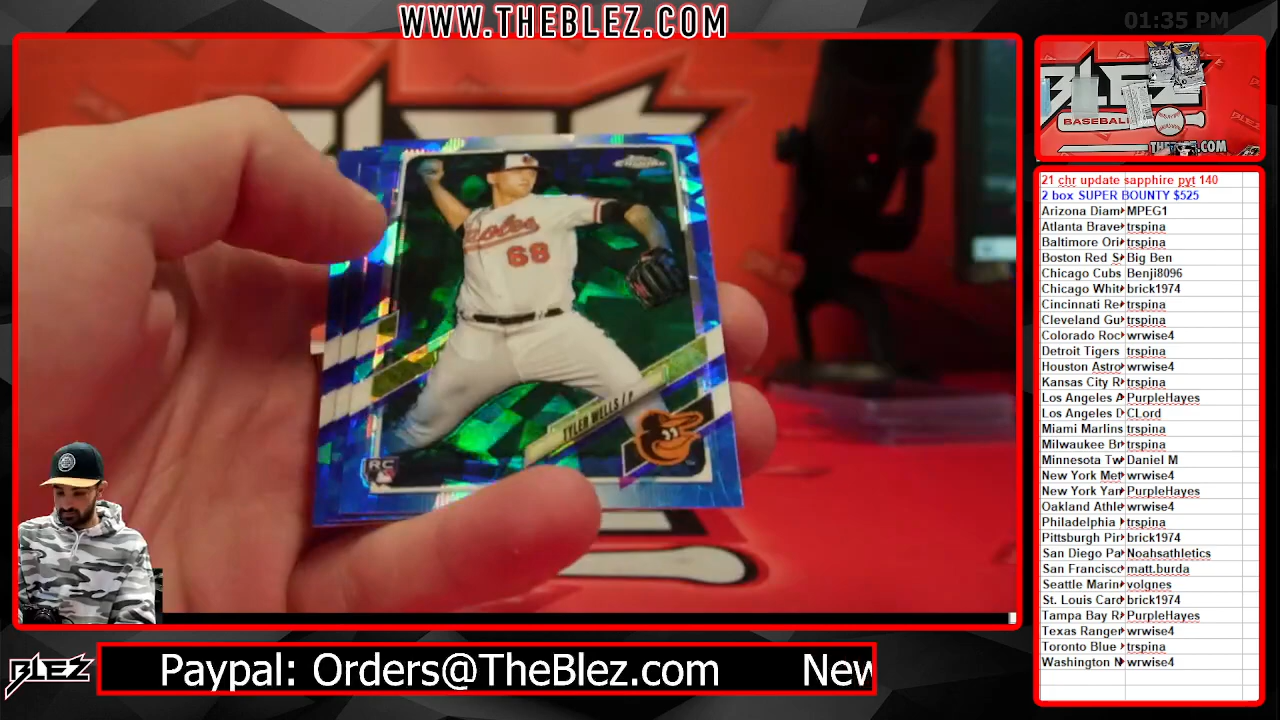 WWW.THEBLEZ.COM
01:35 PM
BLEZ
BASEBALL
21 chr update sapphire pyt 140
2 box SUPER BOUNTY $525
Arizona Diam MPEG1
Atlanta Brave trspina
Baltimore Ori trspina
Boston Red S Big Ben
Chicago Cubs Benji8096
Chicago Whit brick1974
Cincinnati Re trspina
Cleveland Gu trspina
Colorado Roc wrwise4
Detroit Tigers trspina
Houston Astro wrwise4
Kansas City R trspina
Los Angeles A PurpleHayes
Los Angeles D CLord
Miami Marlins trspina
Milwaukee Br trspina
Minnesota Tw Daniel M
New York Met wrwise4
New York Yan PurpleHayes
Oakland Athle wrwise4
Philadelphia trspina
Pittsburgh Pir brick1974
San Diego Pa Noahsathletics
San Francisco matt.burda
Seattle Marin volgnes
St. Louis Card brick1974
Tampa Bay R PurpleHayes
Texas Ranger wrwise4
Toronto Blue trspina
Washington N wrwise4
68
TYLER WELLS / P
RC
BLEZ
Paypal: Orders@TheBlez.com New